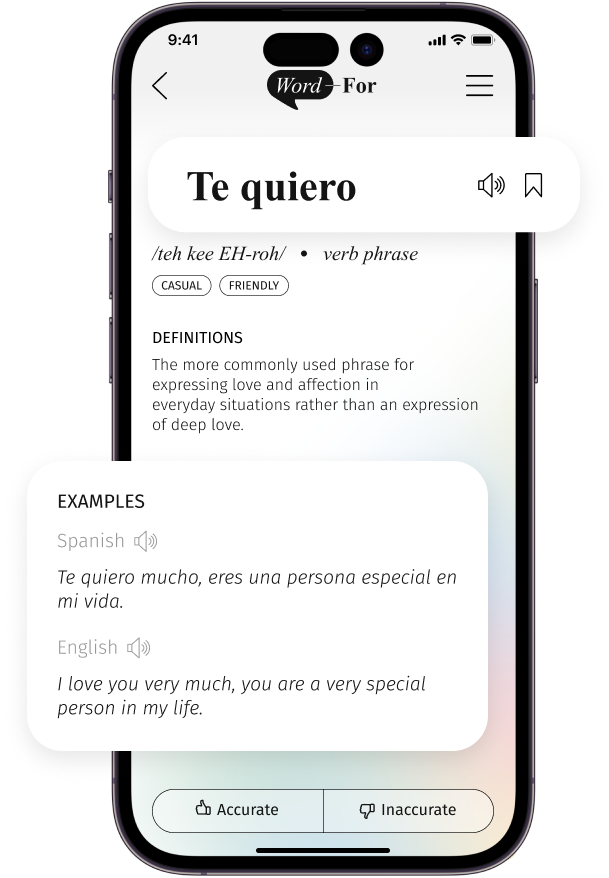 9:41
Word—For
Te quiero
/teh kee EH-roh/ • verb phrase
CASUAL FRIENDLY
DEFINITIONS
The more commonly used phrase for
expressing love and affection in
everyday situations rather than an expression
of deep love.
EXAMPLES
Spanish
Te quiero mucho, eres una persona especial en
mi vida.
English
I love you very much, you are a very special
person in my life.
Accurate Inaccurate